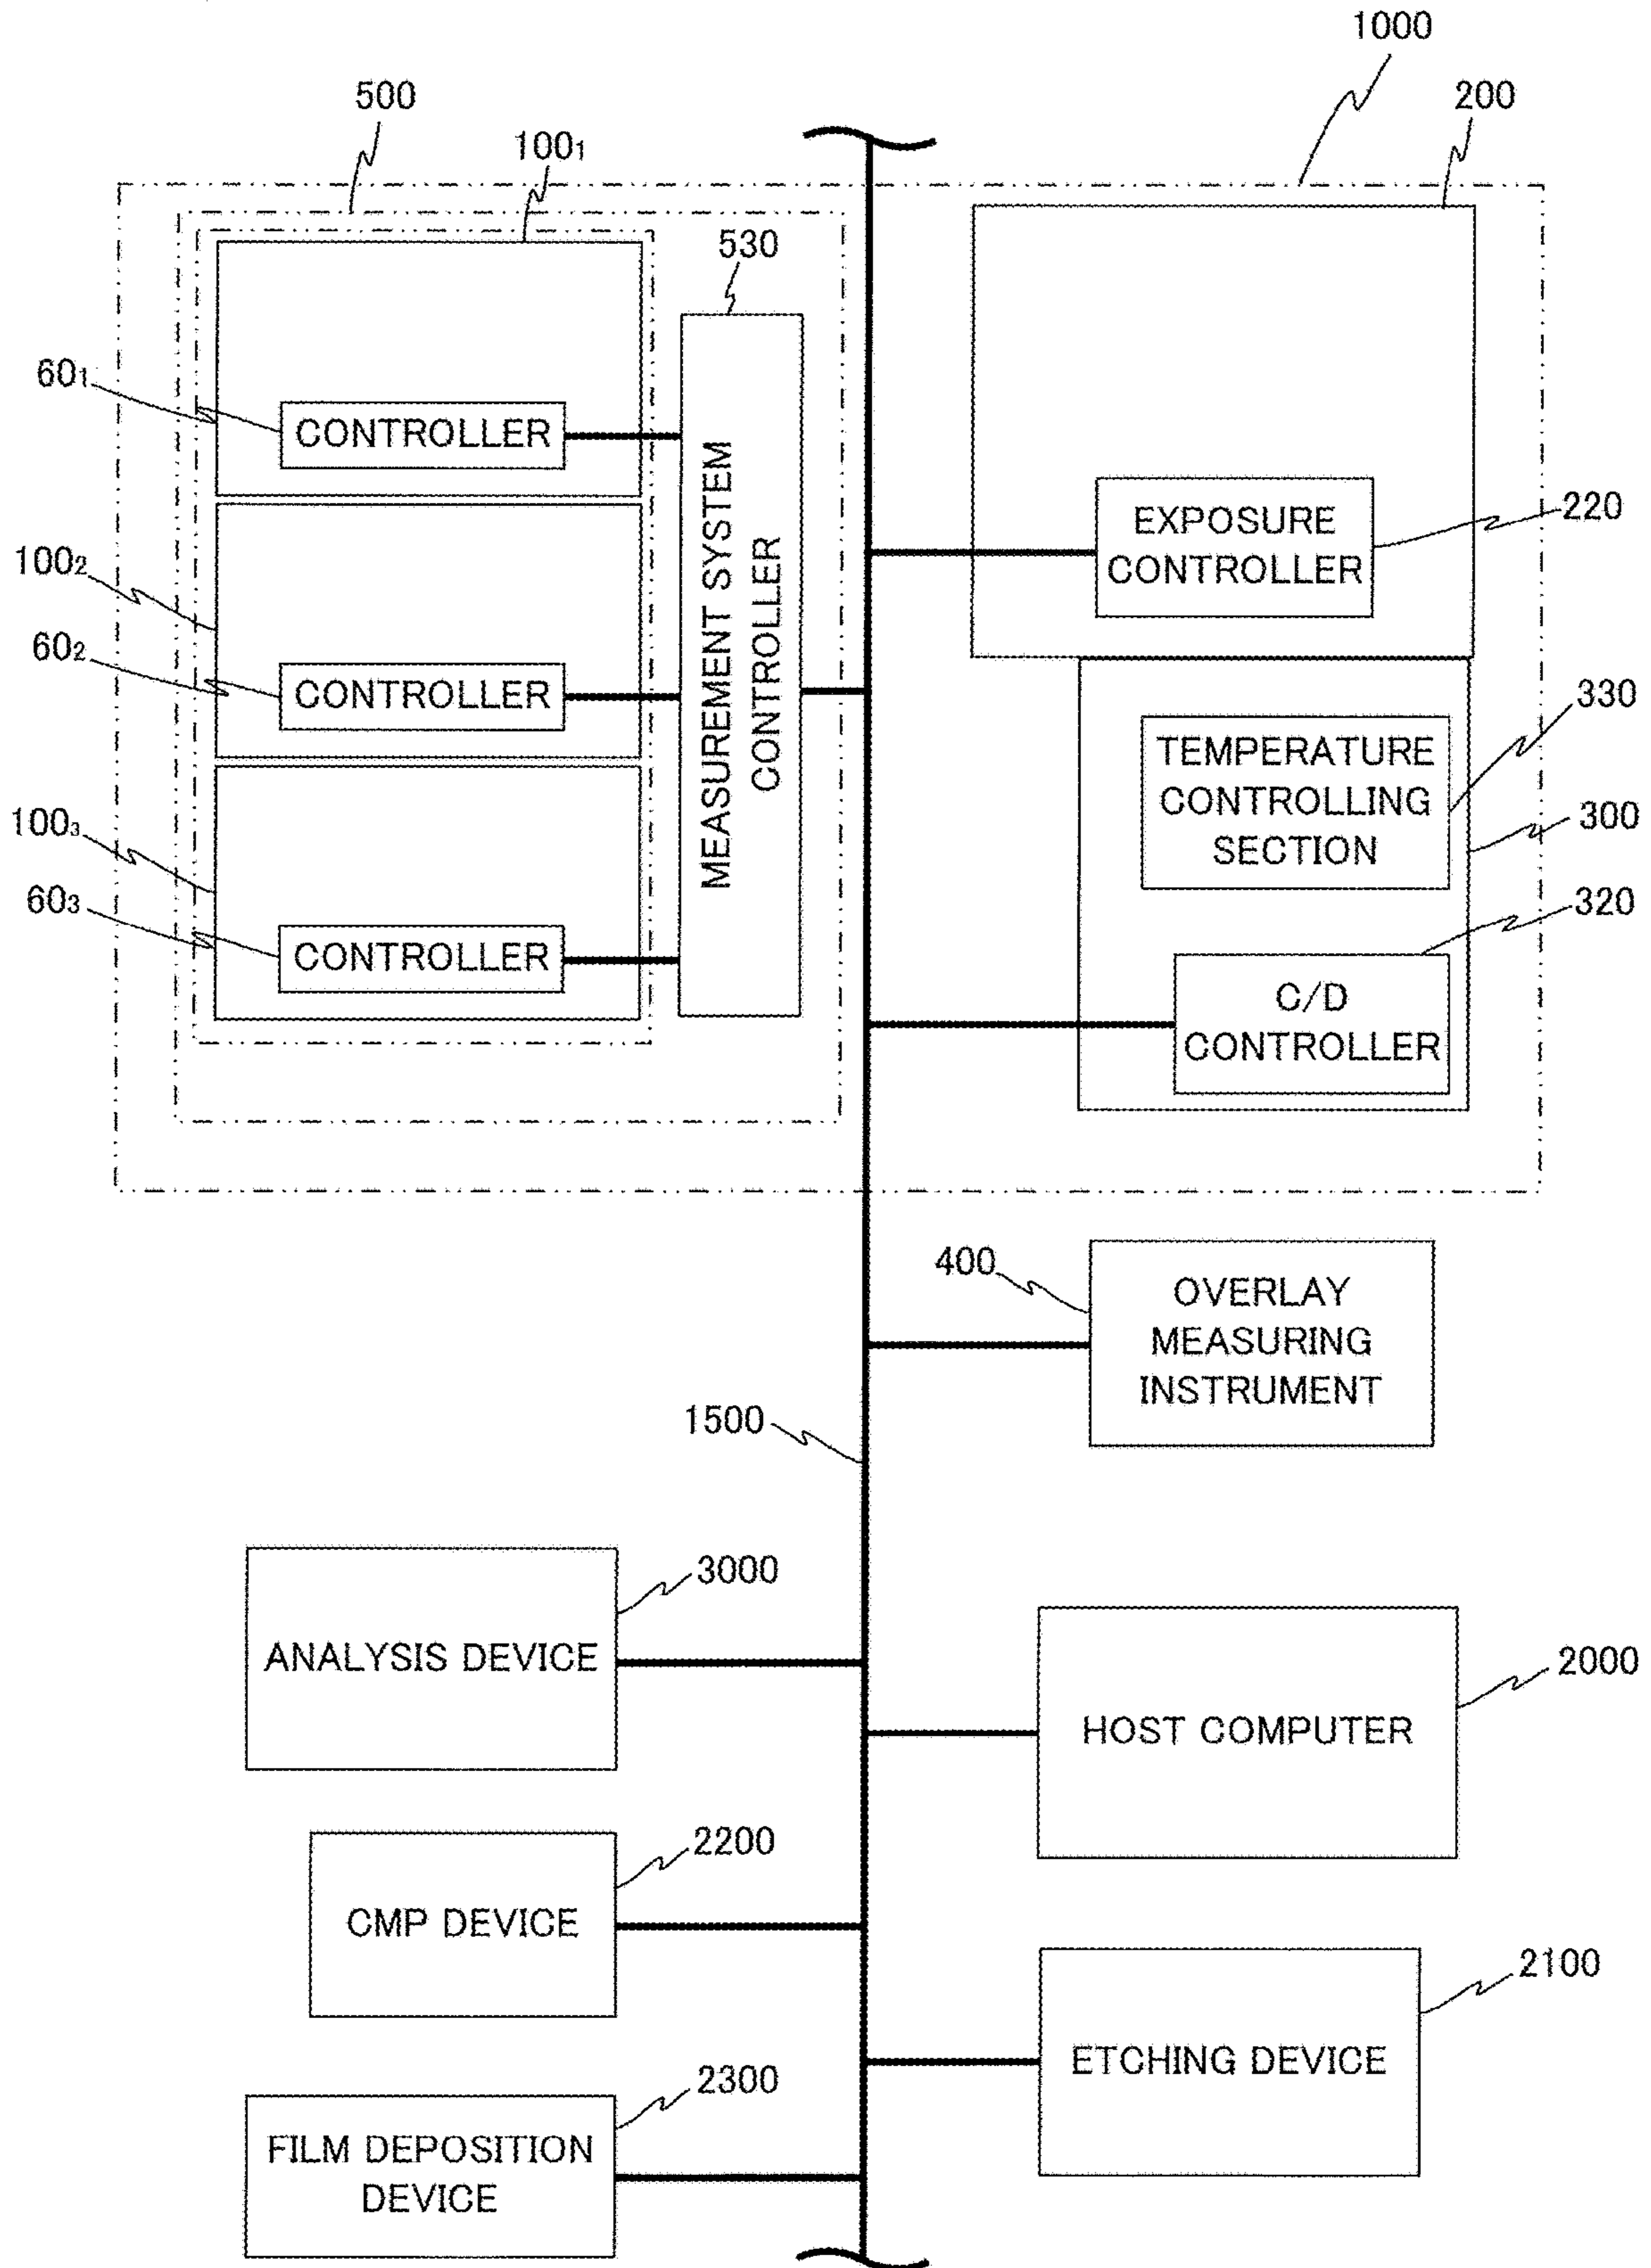 1000
500
200
100₁
530
60₁
CONTROLLER
MEASUREMENT SYSTEM
CONTROLLER
EXPOSURE
CONTROLLER
220
100₂
60₂
CONTROLLER
330
TEMPERATURE
CONTROLLING
SECTION
300
100₃
60₃
CONTROLLER
320
C/D
CONTROLLER
400
OVERLAY
MEASURING
INSTRUMENT
1500
3000
ANALYSIS DEVICE
2000
HOST COMPUTER
2200
CMP DEVICE
2100
ETCHING DEVICE
2300
FILM DEPOSITION
DEVICE